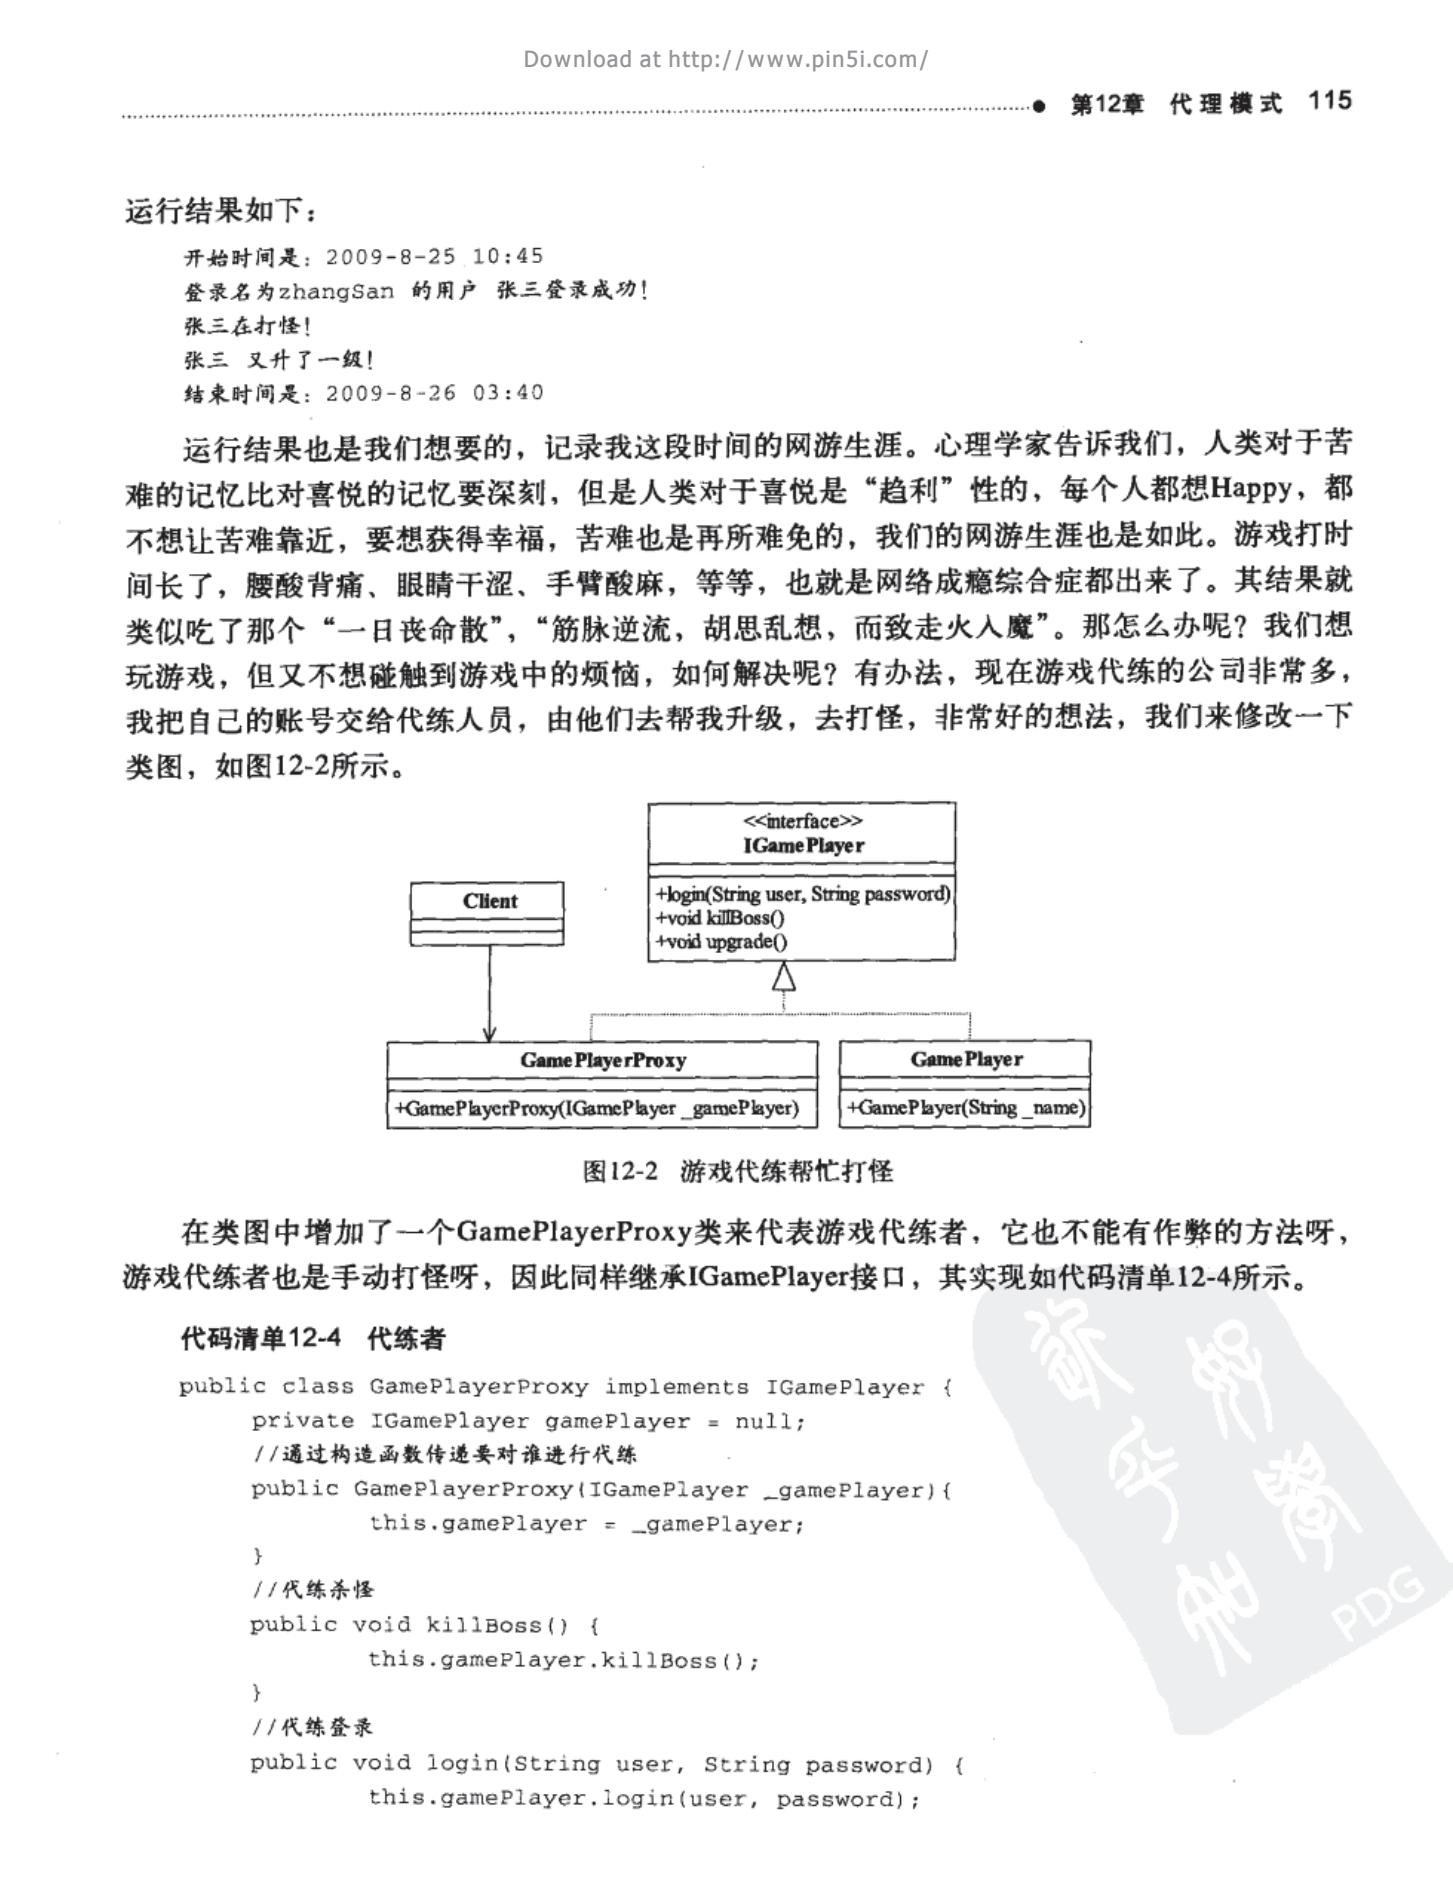 Download at http://www.pin5i.com/
第12章 代理模式 115
运行结果如下：
开始时间是：2009-8-25 10:45
登录名为zhangSan 的用户 张三登录成功！
张三在打怪！
张三 又升了一级！
结束时间是：2009-8-26 03:40
运行结果也是我们想要的，记录我这段时间的网游生涯。心理学家告诉我们，人类对于苦
难的记忆比对喜悦的记忆要深刻，但是人类对于喜悦是“趋利”性的，每个人都想Happy，都
不想让苦难靠近，要想获得幸福，苦难也是再所难免的，我们的网游生涯也是如此。游戏打时
间长了，腰酸背痛、眼睛干涩、手臂酸麻，等等，也就是网络成瘾综合症都出来了。其结果就
类似吃了那个“一日丧命散”，“筋脉逆流，胡思乱想，而致走火入魔”。那怎么办呢？我们想
玩游戏，但又不想碰触到游戏中的烦恼，如何解决呢？有办法，现在游戏代练的公司非常多，
我把自己的账号交给代练人员，由他们去帮我升级，去打怪，非常好的想法，我们来修改一下
类图，如图12-2所示。
<<interface>>
IGamePlayer
+login(String user, String password)
+void killBoss()
+void upgrade()
Client
GamePlayerProxy
+GamePlayerProxy(IGamePlayer _gamePlayer)
GamePlayer
+GamePlayer(String _name)
图12-2 游戏代练帮忙打怪
在类图中增加了一个GamePlayerProxy类来代表游戏代练者，它也不能有作弊的方法呀，
游戏代练者也是手动打怪呀，因此同样继承IGamePlayer接口，其实现如代码清单12-4所示。
代码清单12-4 代练者
public class GamePlayerProxy implements IGamePlayer {
private IGamePlayer gamePlayer = null;
//通过构造函数传递要对谁进行代练
public GamePlayerProxy(IGamePlayer _gamePlayer){
this.gamePlayer = _gamePlayer;
}
//代练杀怪
public void killBoss() {
this.gamePlayer.killBoss();
}
//代练登录
public void login(String user, String password) {
this.gamePlayer.login(user, password);
PDG